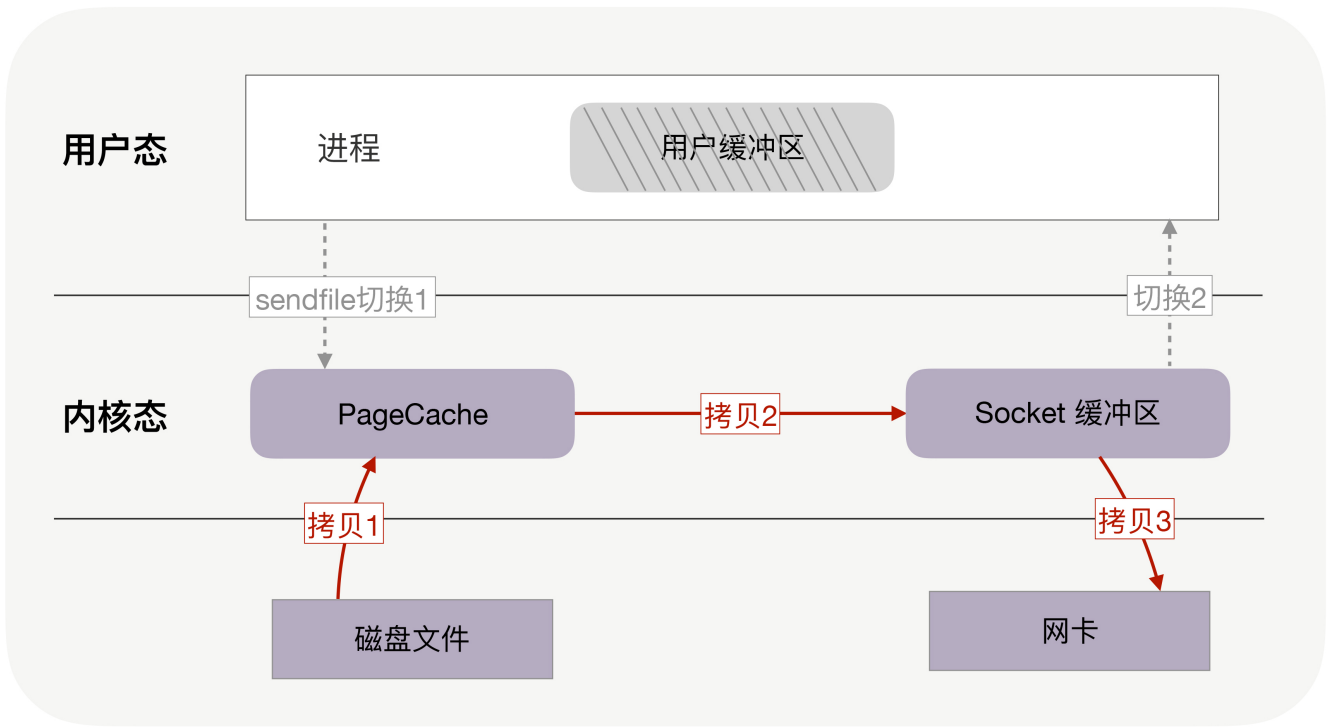 用户态
进程
用户缓冲区
sendfile切换1
切换2
内核态
PageCache
拷贝2
Socket 缓冲区
拷贝1
拷贝3
磁盘文件
网卡